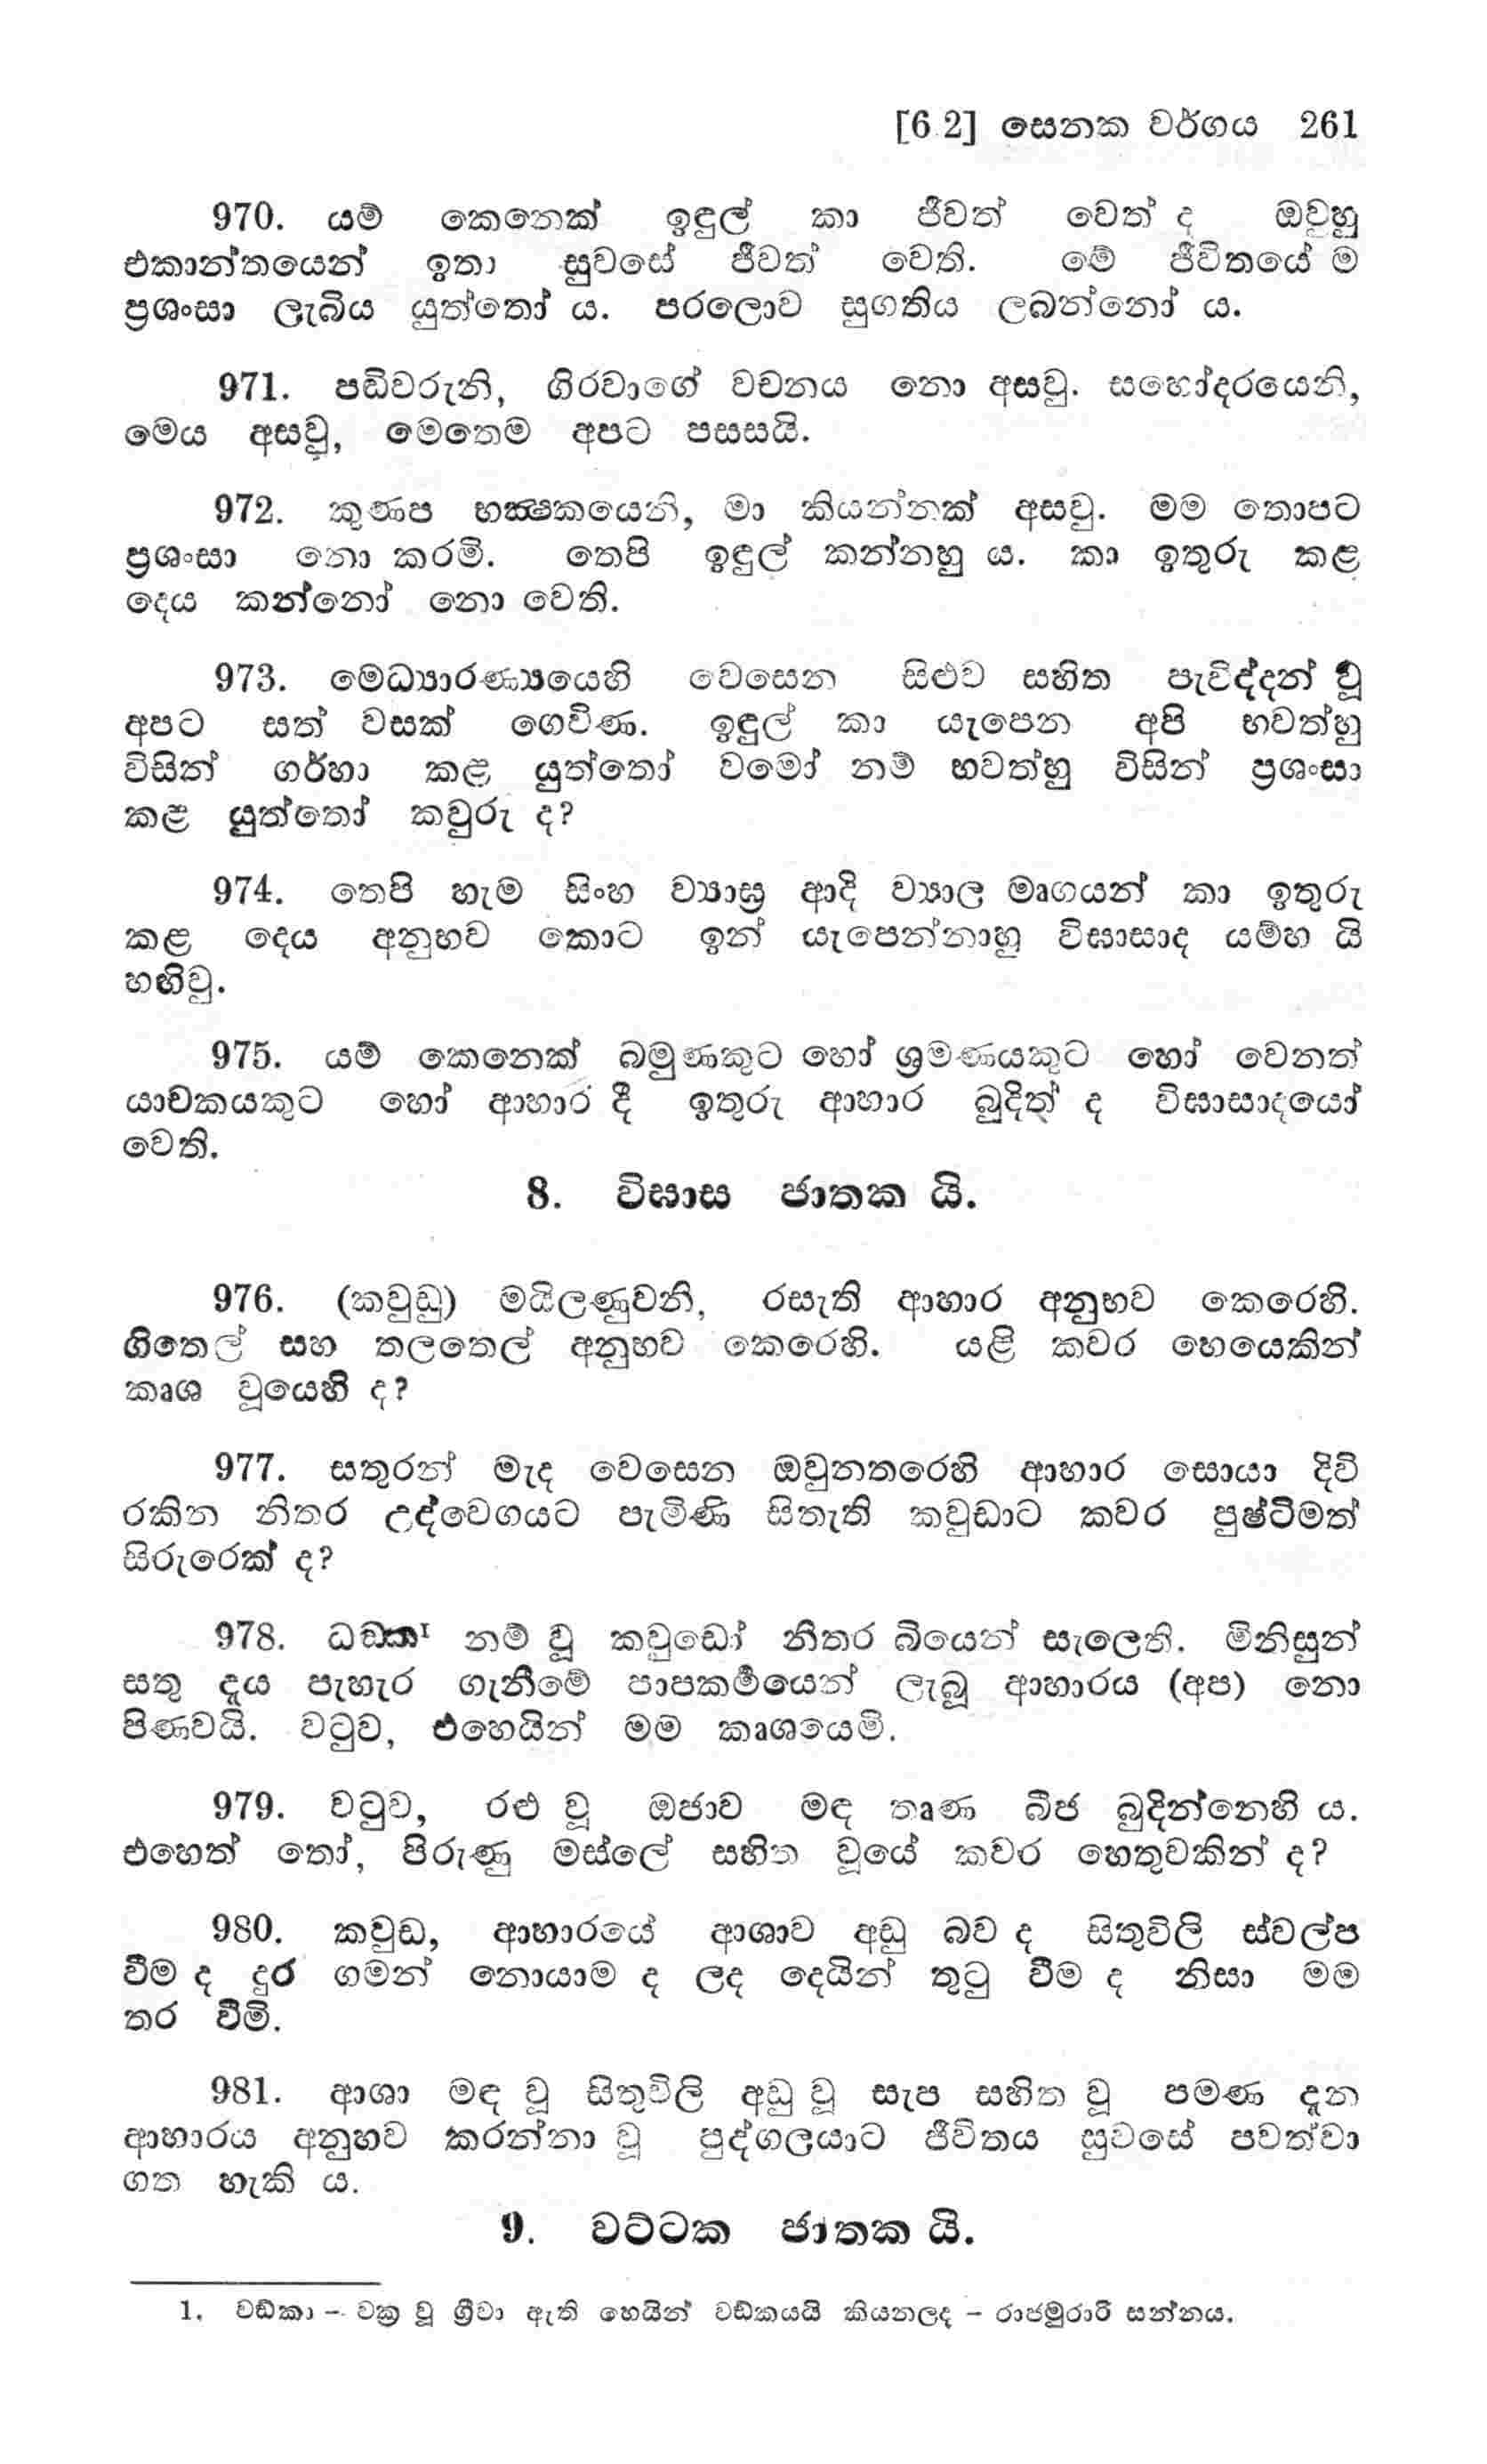 [6 2] සෙනක වර්ගය 261
970. යම් කෙනෙක් ඉඳුල් කා ජීවත් වෙත් ද ඔවුහු
එකාන්තයෙන් ඉතා සුවසේ ජීවත් වෙති. මේ ජීවිතයේ ම
ප්‍රශංසා ලැබිය යුත්තෝ ය. පරලොව සුගතිය ලබන්නෝ ය.
971. පඬිවරුනි, ගිරවාගේ වචනය නො අසවු. සහෝදරයෙනි,
මෙය අසවු, මෙතෙම අපට පසසයි.
972. කුණප භක්‍ෂකයෙනි, මා කියන්නක් අසවු. මම තොපට
ප්‍රශංසා නො කරමි. තෙපි ඉඳුල් කන්නහු ය. කා ඉතුරු කළ
දෙය කන්නෝ නො වෙති.
973. මෙධ්‍යාරණ්‍යයෙහි වෙසෙන සිළුව සහිත පැවිද්දන් වූ
අපට සත් වසක් ගෙවිණ. ඉඳුල් කා යැපෙන අපි භවත්හු
විසින් ගර්හා කළ යුත්තෝ වමෝ නම් භවත්හු විසින් ප්‍රශංසා
කළ යුත්තෝ කවුරු ද?
974. තෙපි හැම සිංහ ව්‍යාඝ්‍ර ආදි ව්‍යාල මෘගයන් කා ඉතුරු
කළ දෙය අනුභව කොට ඉන් යැපෙන්නාහු විඝාසාද යම්හ යි
හඟිවු.
975. යම් කෙනෙක් බමුණකුට හෝ ශ්‍රමණයකුට හෝ වෙනත්
යාචකයකුට හෝ ආහාර දී ඉතුරු ආහාර බුදිත් ද විඝාසාදයෝ
වෙති.
8. විඝාස ජාතක යි.
976. (කවුඩු) මයිලණුවනි, රසැති ආහාර අනුභව කෙරෙහි.
ගිතෙල් සහ තලතෙල් අනුභව කෙරෙහි. යළි කවර හෙයෙකින්
කෘශ වූයෙහි ද?
977. සතුරන් මැද වෙසෙන ඔවුනතරෙහි ආහාර සොයා දිවි
රකින නිතර උද්වෙගයට පැමිණි සිතැති කවුඩාට කවර පුෂ්ටිමත්
සිරුරෙක් ද?
978. ධඞ්කා¹ නම් වූ කවුඩෝ නිතර බියෙන් සැලෙති. මිනිසුන්
සතු දෑය පැහැර ගැනීමේ පාපකර්මයෙන් ලැබූ ආහාරය (අප) නො
පිණවයි. වටුව, එහෙයින් මම කෘශයෙමි.
979. වටුව, රළු වූ ඔජාව මඳ තෘණ බීජ බුදින්නෙහි ය.
එහෙත් තෝ, පිරුණු මස්ලේ සහිත වූයේ කවර හෙතුවකින් ද?
980. කවුඩ, ආහාරයේ ආශාව අඩු බව ද සිතුවිලි ස්වල්ප
වීම ද දුර ගමන් නොයාම ද ලද දෙයින් තුටු වීම ද නිසා මම
තර වීමි.
981. ආශා මඳ වූ සිතුවිලි අඩු වූ සැප සහිත වූ පමණ දැන
ආහාරය අනුභව කරන්නා වූ පුද්ගලයාට ජීවිතය සුවසේ පවත්වා
ගත හැකි ය.
9. වට්ටක ජාතක යි.
1. වඞ්කා – වක්‍ර වූ ග්‍රීවා ඇති හෙයින් වඞ්කයයි කියනලද – රාජමුරාරි සන්නය.